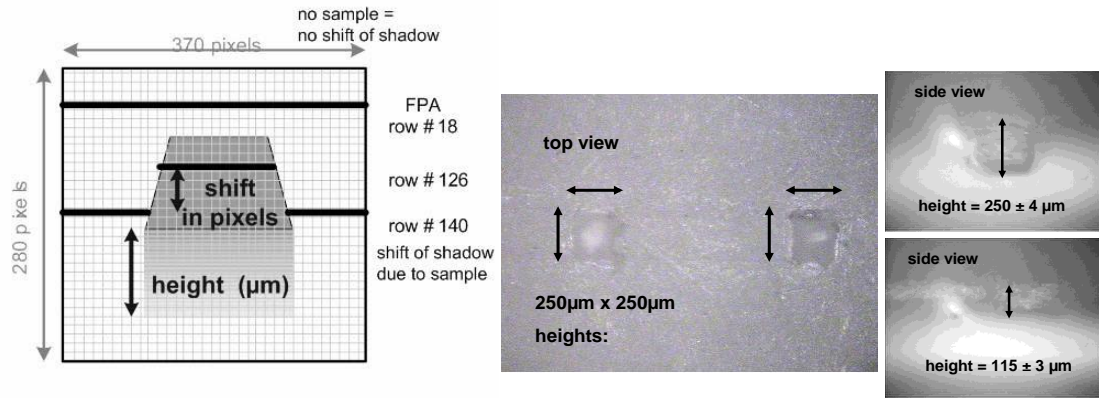 no sample =
no shift of shadow
370 pixels
280 pixels
FPA
row # 18
row # 126
row # 140
shift
in pixels
shift of shadow
due to sample
height (µm)
top view
250µm x 250µm
heights:
side view
height = 250 ± 4 µm
side view
height = 115 ± 3 µm